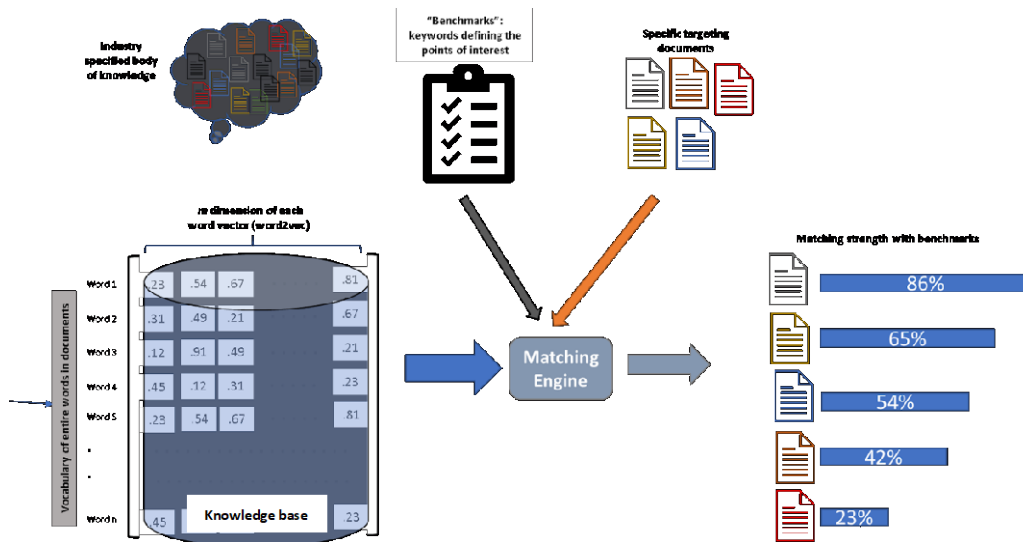 Industry
specified body
of knowledge
"Benchmarks":
keywords defining the
points of interest
Specific targeting
documents
dimension of each
word vector (word2vec)
Vocabulary of entire words in documents
Word 1 .23 .54 .67 .81
Word 2 .31 .49 .21 .67
Word 3 .12 .91 .49 .21
Word 4 .45 .12 .31 .23
Word 5 .23 .54 .67 .81
Word n .45 .23
Knowledge base
Matching
Engine
Matching strength with benchmarks
86%
65%
54%
42%
23%